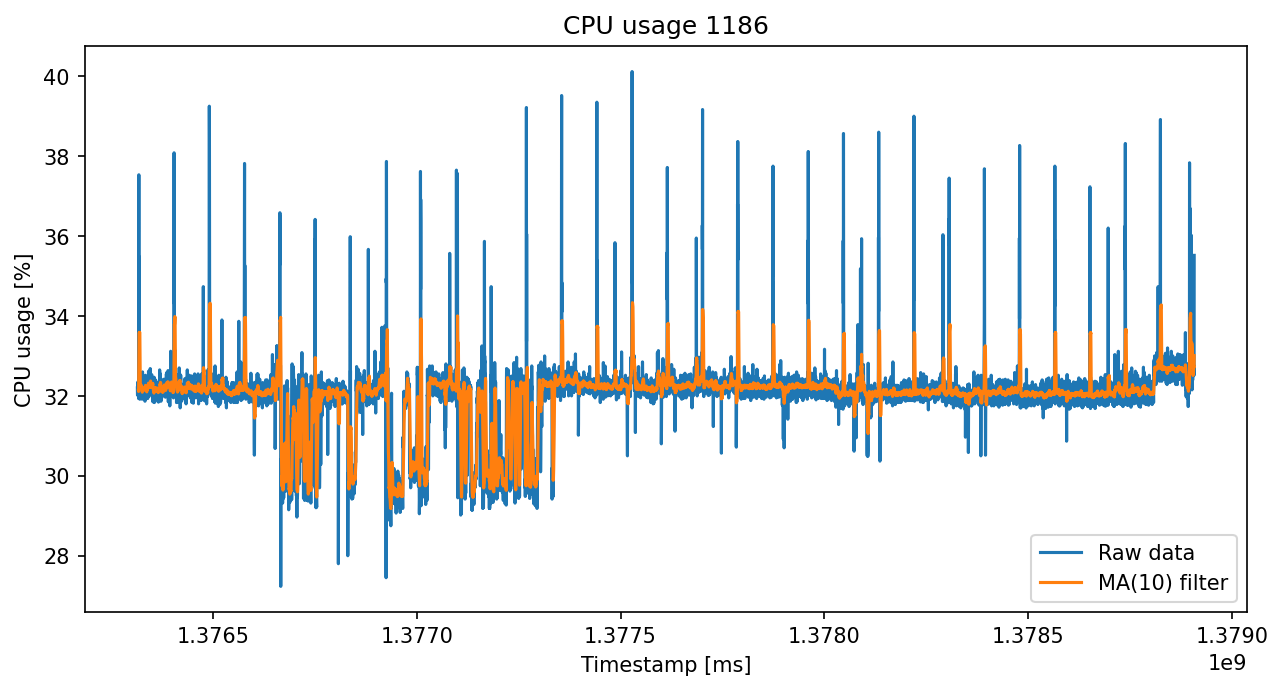 CPU usage 1186
CPU usage [%]
40
38
36
34
32
30
28
Raw data
MA(10) filter
1.3765
1.3770
1.3775
1.3780
1.3785
1.3790
1e9
Timestamp [ms]